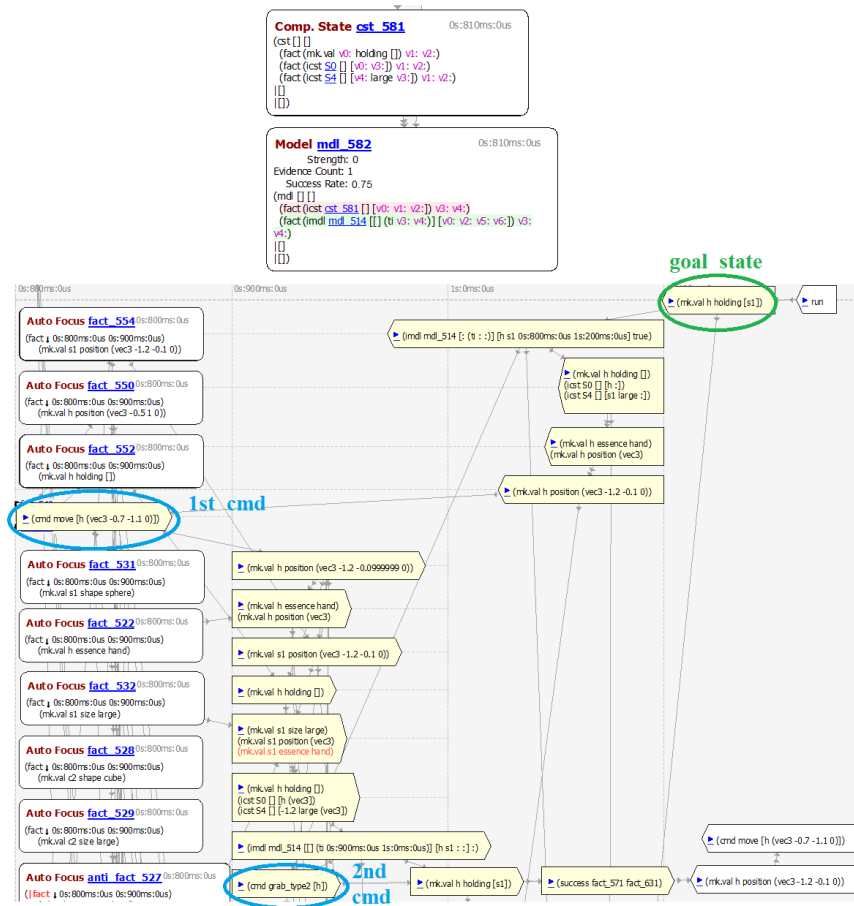 Comp. State cst_581 0s:810ms:0us
(cst [] []
(fact (mk.val v0: holding []) v1: v2:)
(fact (icst S0 [] [v0: v3:]) v1: v2:)
(fact (icst S4 [] [v4: large v3:]) v1: v2:)
|[]
|[])
Model mdl_582 0s:810ms:0us
Strength: 0
Evidence Count: 1
Success Rate: 0.75
(mdl [] []
(fact (icst cst_581 [] [v0: v1: v2:]) v3: v4:)
(fact (imdl mdl_514 [[] (ti v3: v4:)] [v0: v2: v5: v6:]) v3:
v4:)
|[]
|[])
goal_state
0s:800ms:0us 0s:900ms:0us 1s:0ms:0us
(mk.val h holding [s1])
run
Auto Focus fact_554 0s:800ms:0us
(fact ↓ 0s:800ms:0us 0s:900ms:0us)
(mk.val s1 position (vec3 -1.2 -0.1 0))
(imdl mdl_514 [: (ti : :)] [h s1 0s:800ms:0us 1s:200ms:0us] true)
Auto Focus fact_550 0s:800ms:0us
(fact ↓ 0s:800ms:0us 0s:900ms:0us)
(mk.val h position (vec3 -0.5 1 0))
(mk.val h holding [])
(icst S0 [] [h :])
(icst S4 [] [s1 large :])
Auto Focus fact_552 0s:800ms:0us
(fact ↓ 0s:800ms:0us 0s:900ms:0us)
(mk.val h holding [])
(mk.val h essence hand)
(mk.val h position (vec3)
(mk.val h position (vec3 -1.2 -0.1 0))
1st cmd
(cmd move [h (vec3 -0.7 -1.1 0)])
Auto Focus fact_531 0s:800ms:0us
(fact ↓ 0s:800ms:0us 0s:900ms:0us)
(mk.val s1 shape sphere)
(mk.val h position (vec3 -1.2 -0.0999999 0))
Auto Focus fact_522 0s:800ms:0us
(fact ↓ 0s:800ms:0us 0s:900ms:0us)
(mk.val h essence hand)
(mk.val h essence hand)
(mk.val h position (vec3)
(mk.val s1 position (vec3 -1.2 -0.1 0))
Auto Focus fact_532 0s:800ms:0us
(fact ↓ 0s:800ms:0us 0s:900ms:0us)
(mk.val s1 size large)
(mk.val h holding [])
(mk.val s1 size large)
(mk.val s1 position (vec3)
(mk.val s1 essence hand)
Auto Focus fact_528 0s:800ms:0us
(fact ↓ 0s:800ms:0us 0s:900ms:0us)
(mk.val c2 shape cube)
(mk.val h holding [])
(icst S0 [] [h (vec3])
(icst S4 [] [-1.2 large (vec3])
Auto Focus fact_529 0s:800ms:0us
(fact ↓ 0s:800ms:0us 0s:900ms:0us)
(mk.val c2 size large)
(imdl mdl_514 [[] (ti 0s:900ms:0us 1s:0ms:0us)] [h s1 : :] :)
(cmd move [h (vec3 -0.7 -1.1 0)])
Auto Focus anti_fact_527 0s:800ms:0us
(|fact ↓ 0s:800ms:0us 0s:900ms:0us)
2nd
cmd
(cmd grab_type2 [h])
(mk.val h holding [s1])
(success fact_571 fact_631)
(mk.val h position (vec3 -1.2 -0.1 0))